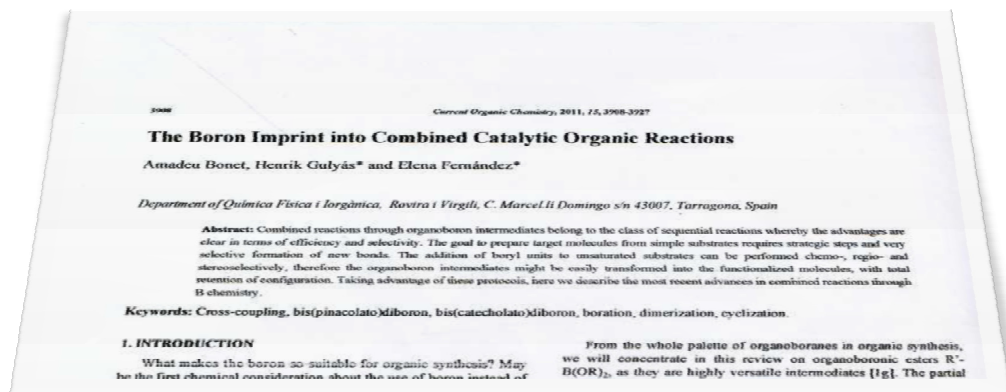 3908
Current Organic Chemistry, 2011, 15, 3908-3927
The Boron Imprint into Combined Catalytic Organic Reactions
Amadeu Bonet, Henrik Gulyás* and Elena Fernández*
Department of Química Física i Iorgànica, Rovira i Virgili, C. Marcel.li Domingo s/n 43007, Tarragona, Spain
Abstract: Combined reactions through organoboron intermediates belong to the class of sequential reactions whereby the advantages are
clear in terms of efficiency and selectivity. The goal to prepare target molecules from simple substrates requires strategic steps and very
selective formation of new bonds. The addition of boryl units to unsaturated substrates can be performed chemo-, regio- and
stereoselectively, therefore the organoboron intermediates might be easily transformed into the functionalized molecules, with total
retention of configuration. Taking advantage of these protocols, here we describe the most recent advances in combined reactions through
B chemistry.
Keywords: Cross-coupling, bis(pinacolato)diboron, bis(catecholato)diboron, boration, dimerization, cyclization.
1. INTRODUCTION
What makes the boron so suitable for organic synthesis? May
be the first chemical consideration about the use of boron instead of
From the whole palette of organoboranes in organic synthesis,
we will concentrate in this review on organoboronic esters R'-
B(OR)₂, as they are highly versatile intermediates [1g]. The partial